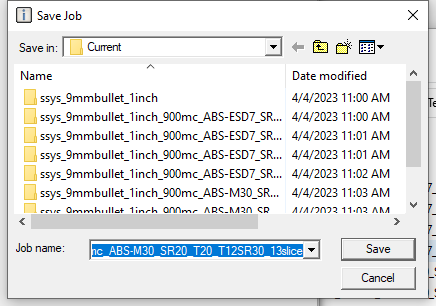 Save Job
Save in: Current
Name Date modified
ssys_9mmbullet_1inch 4/4/2023 11:00 AM
ssys_9mmbullet_1inch_900mc_ABS-ESD7_SR... 4/4/2023 11:00 AM
ssys_9mmbullet_1inch_900mc_ABS-ESD7_SR... 4/4/2023 11:01 AM
ssys_9mmbullet_1inch_900mc_ABS-ESD7_SR... 4/4/2023 11:01 AM
ssys_9mmbullet_1inch_900mc_ABS-ESD7_SR... 4/4/2023 11:02 AM
ssys_9mmbullet_1inch_900mc_ABS-M30_SR... 4/4/2023 11:03 AM
ssys_9mmbullet_1inch_900mc_ABS-M30_SR... 4/4/2023 11:03 AM
Job name: mc_ABS-M30_SR20_T20_T12SR30_13slice
Save
Cancel